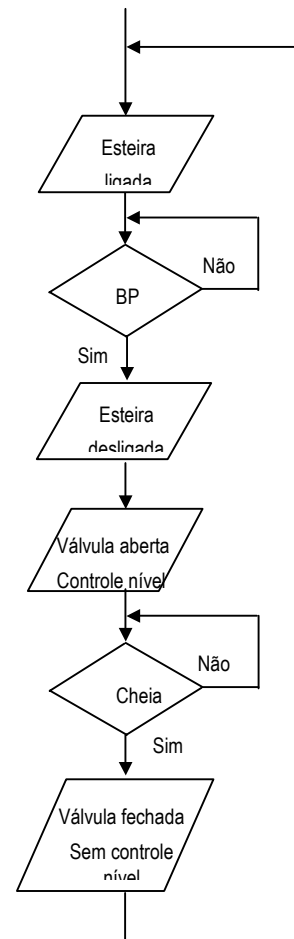 Esteira
ligada
Não
BP
Sim
Esteira
desligada
Válvula aberta
Controle nível
Não
Cheia
Sim
Válvula fechada
Sem controle
nível